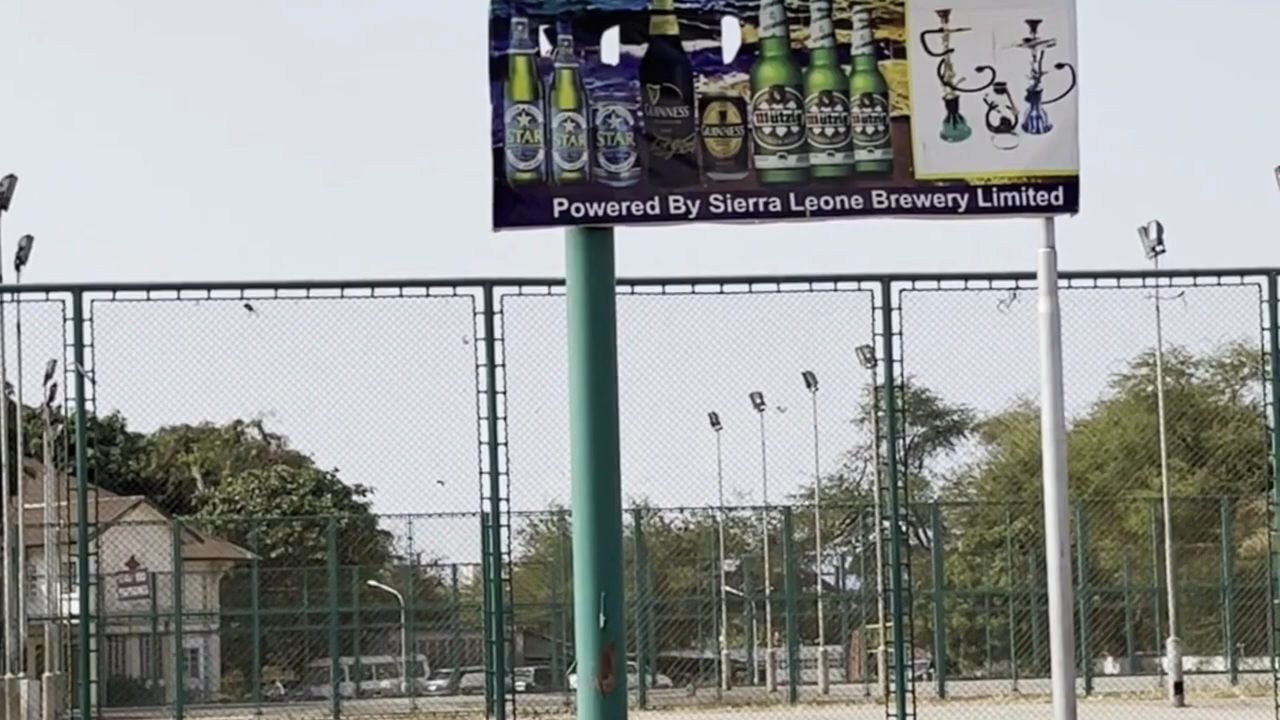 STAR
STAR
STAR
GUINNESS
GUINNESS
Mützig
Mützig
Mützig
Powered By Sierra Leone Brewery Limited